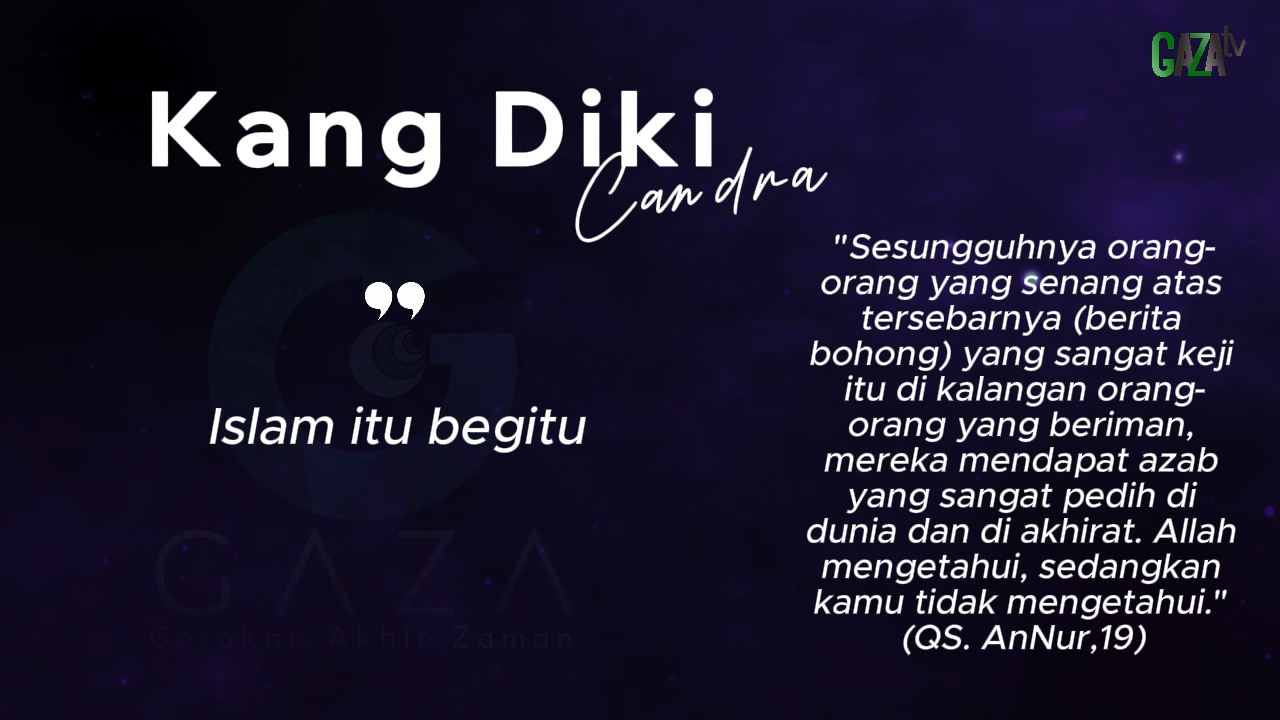 GAZAtv
Kang Diki
Candra
"Sesungguhnya orang-
orang yang senang atas
tersebarnya (berita
bohong) yang sangat keji
itu di kalangan orang-
orang yang beriman,
mereka mendapat azab
yang sangat pedih di
dunia dan di akhirat. Allah
mengetahui, sedangkan
kamu tidak mengetahui."
(QS. AnNur,19)
"
Islam itu begitu
GAZA
Gerakan Akhir Zaman